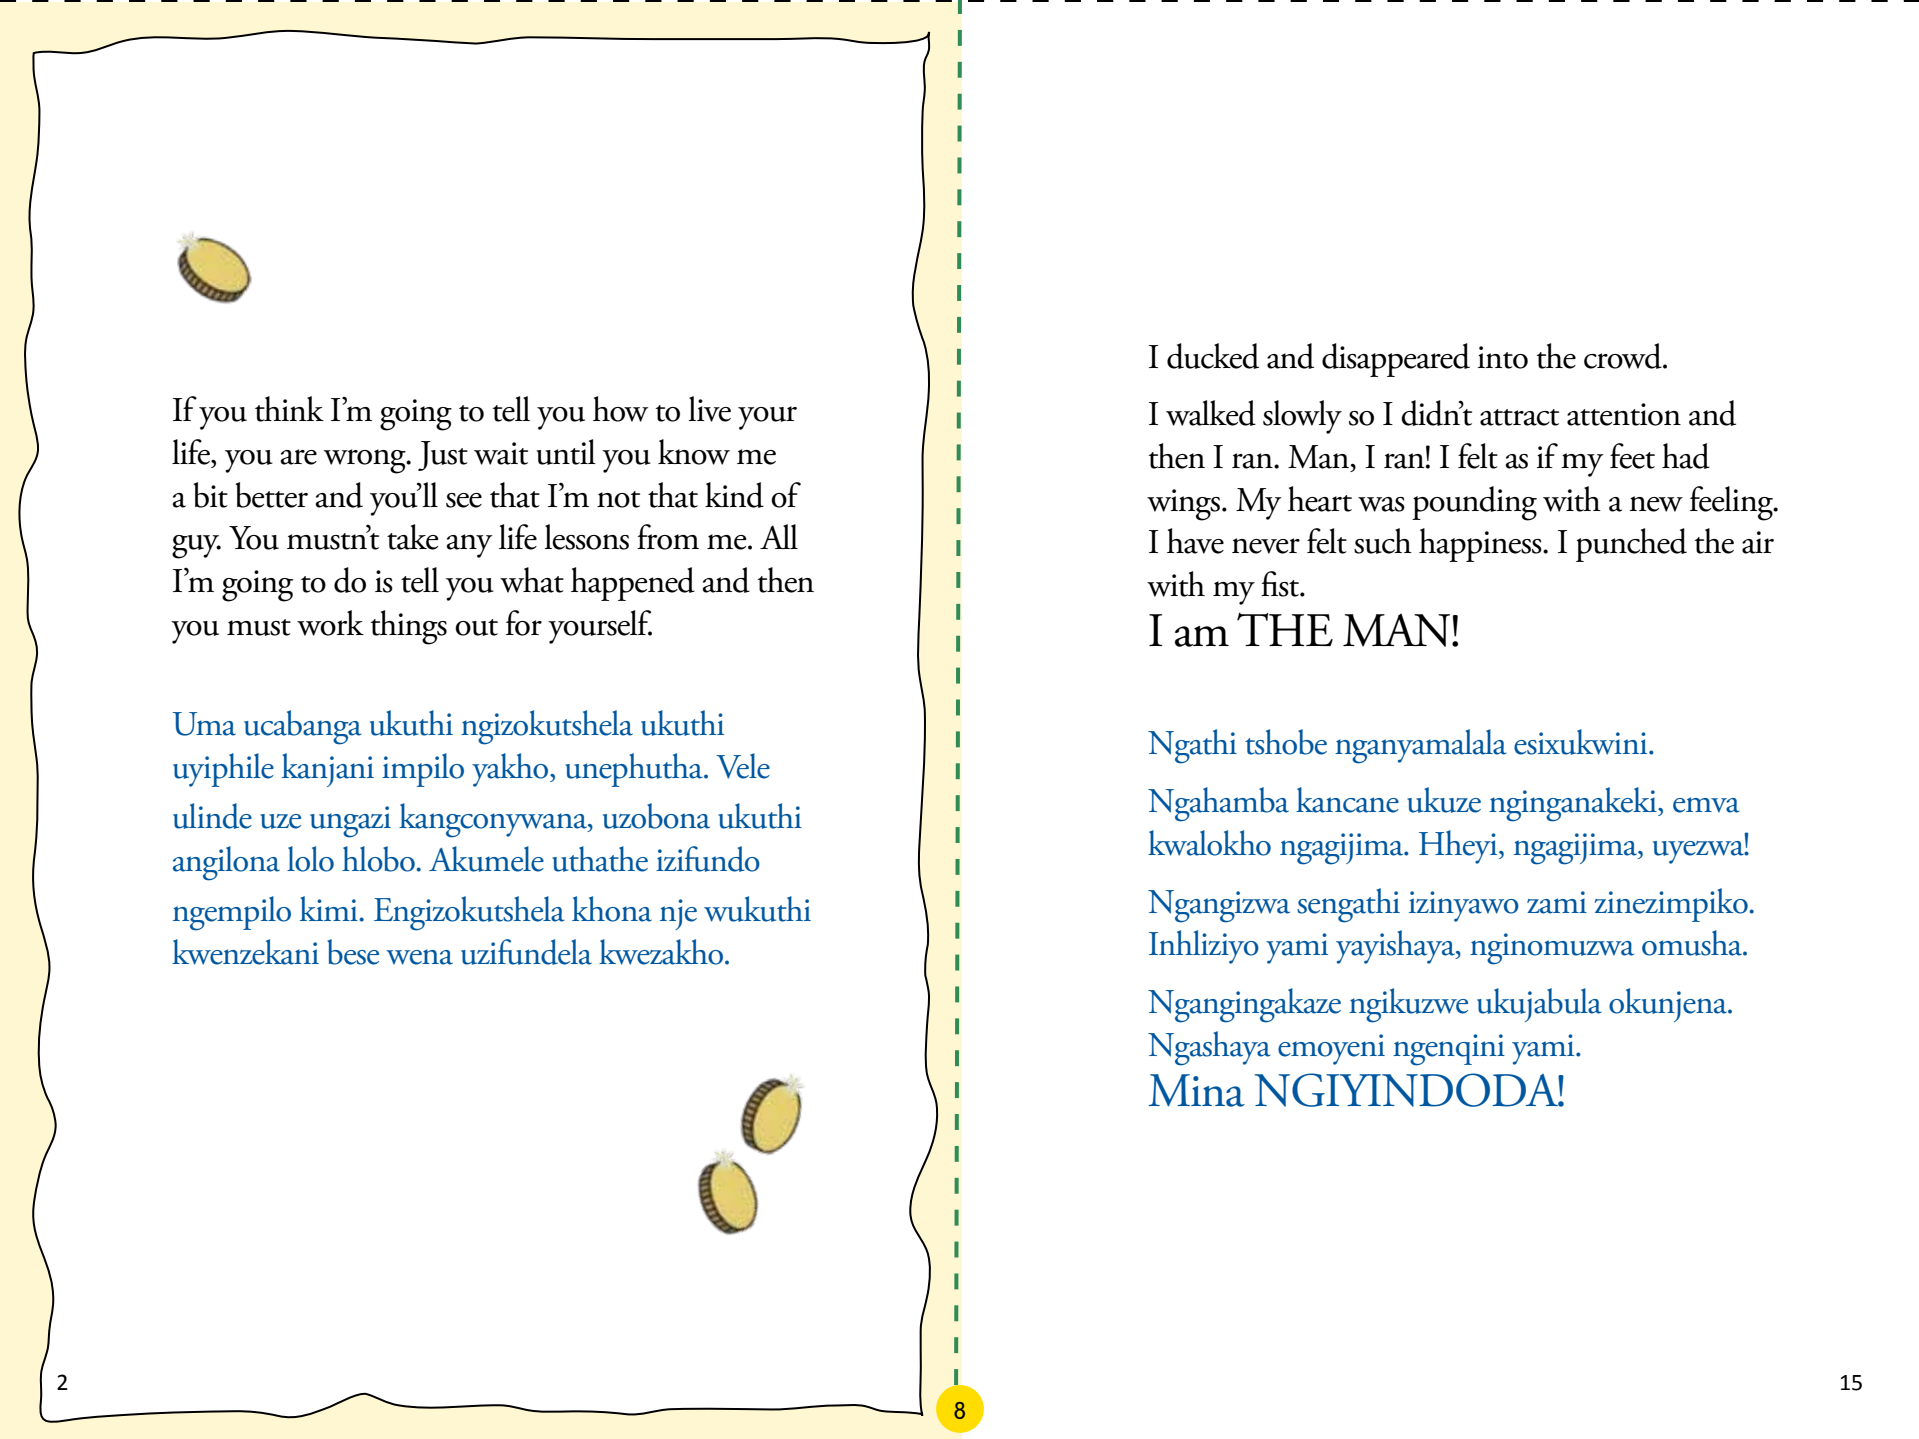 If you think I'm going to tell you how to live your
life, you are wrong. Just wait until you know me
a bit better and you'll see that I'm not that kind of
guy. You mustn't take any life lessons from me. All
I'm going to do is tell you what happened and then
you must work things out for yourself.
Uma ucabanga ukuthi ngizokutshela ukuthi
uyiphile kanjani impilo yakho, unephutha. Vele
ulinde uze ungazi kangconywana, uzobona ukuthi
angilona lolo hlobo. Akumele uthathe izifundo
ngempilo kimi. Engizokutshela khona nje wukuthi
kwenzekani bese wena uzifundela kwezakho.
2
I ducked and disappeared into the crowd.
I walked slowly so I didn't attract attention and
then I ran. Man, I ran! I felt as if my feet had
wings. My heart was pounding with a new feeling.
I have never felt such happiness. I punched the air
with my fist.
I am THE MAN!
Ngathi tshobe nganyamalala esixukwini.
Ngahamba kancane ukuze nginganakeki, emva
kwalokho ngagijima. Hheyi, ngagijima, uyezwa!
Ngangizwa sengathi izinyawo zami zinezimpiko.
Inhliziyo yami yayishaya, nginomuzwa omusha.
Ngangingakaze ngikuzwe ukujabula okunjena.
Ngashaya emoyeni ngenqini yami.
Mina NGIYINDODA!
15
8